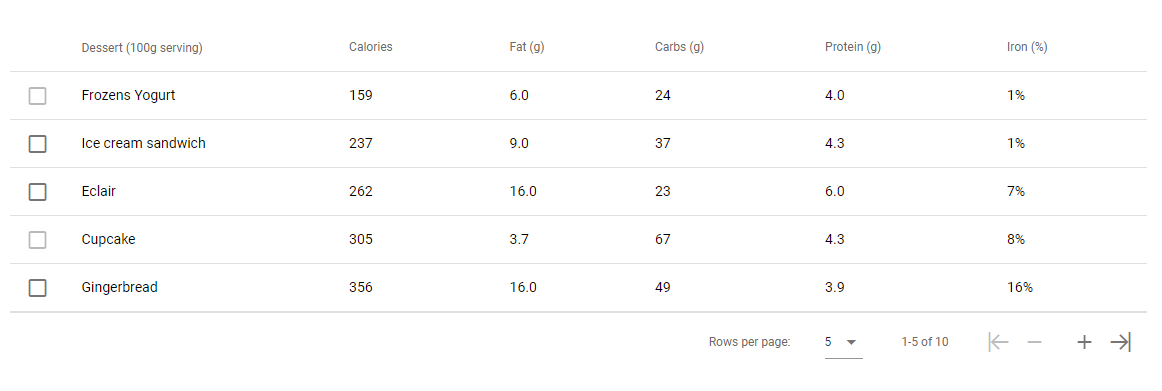 Dessert (100g serving) Calories Fat (g) Carbs (g) Protein (g) Iron (%)
Frozens Yogurt 159 6.0 24 4.0 1%
Ice cream sandwich 237 9.0 37 4.3 1%
Eclair 262 16.0 23 6.0 7%
Cupcake 305 3.7 67 4.3 8%
Gingerbread 356 16.0 49 3.9 16%
Rows per page: 5 1-5 of 10